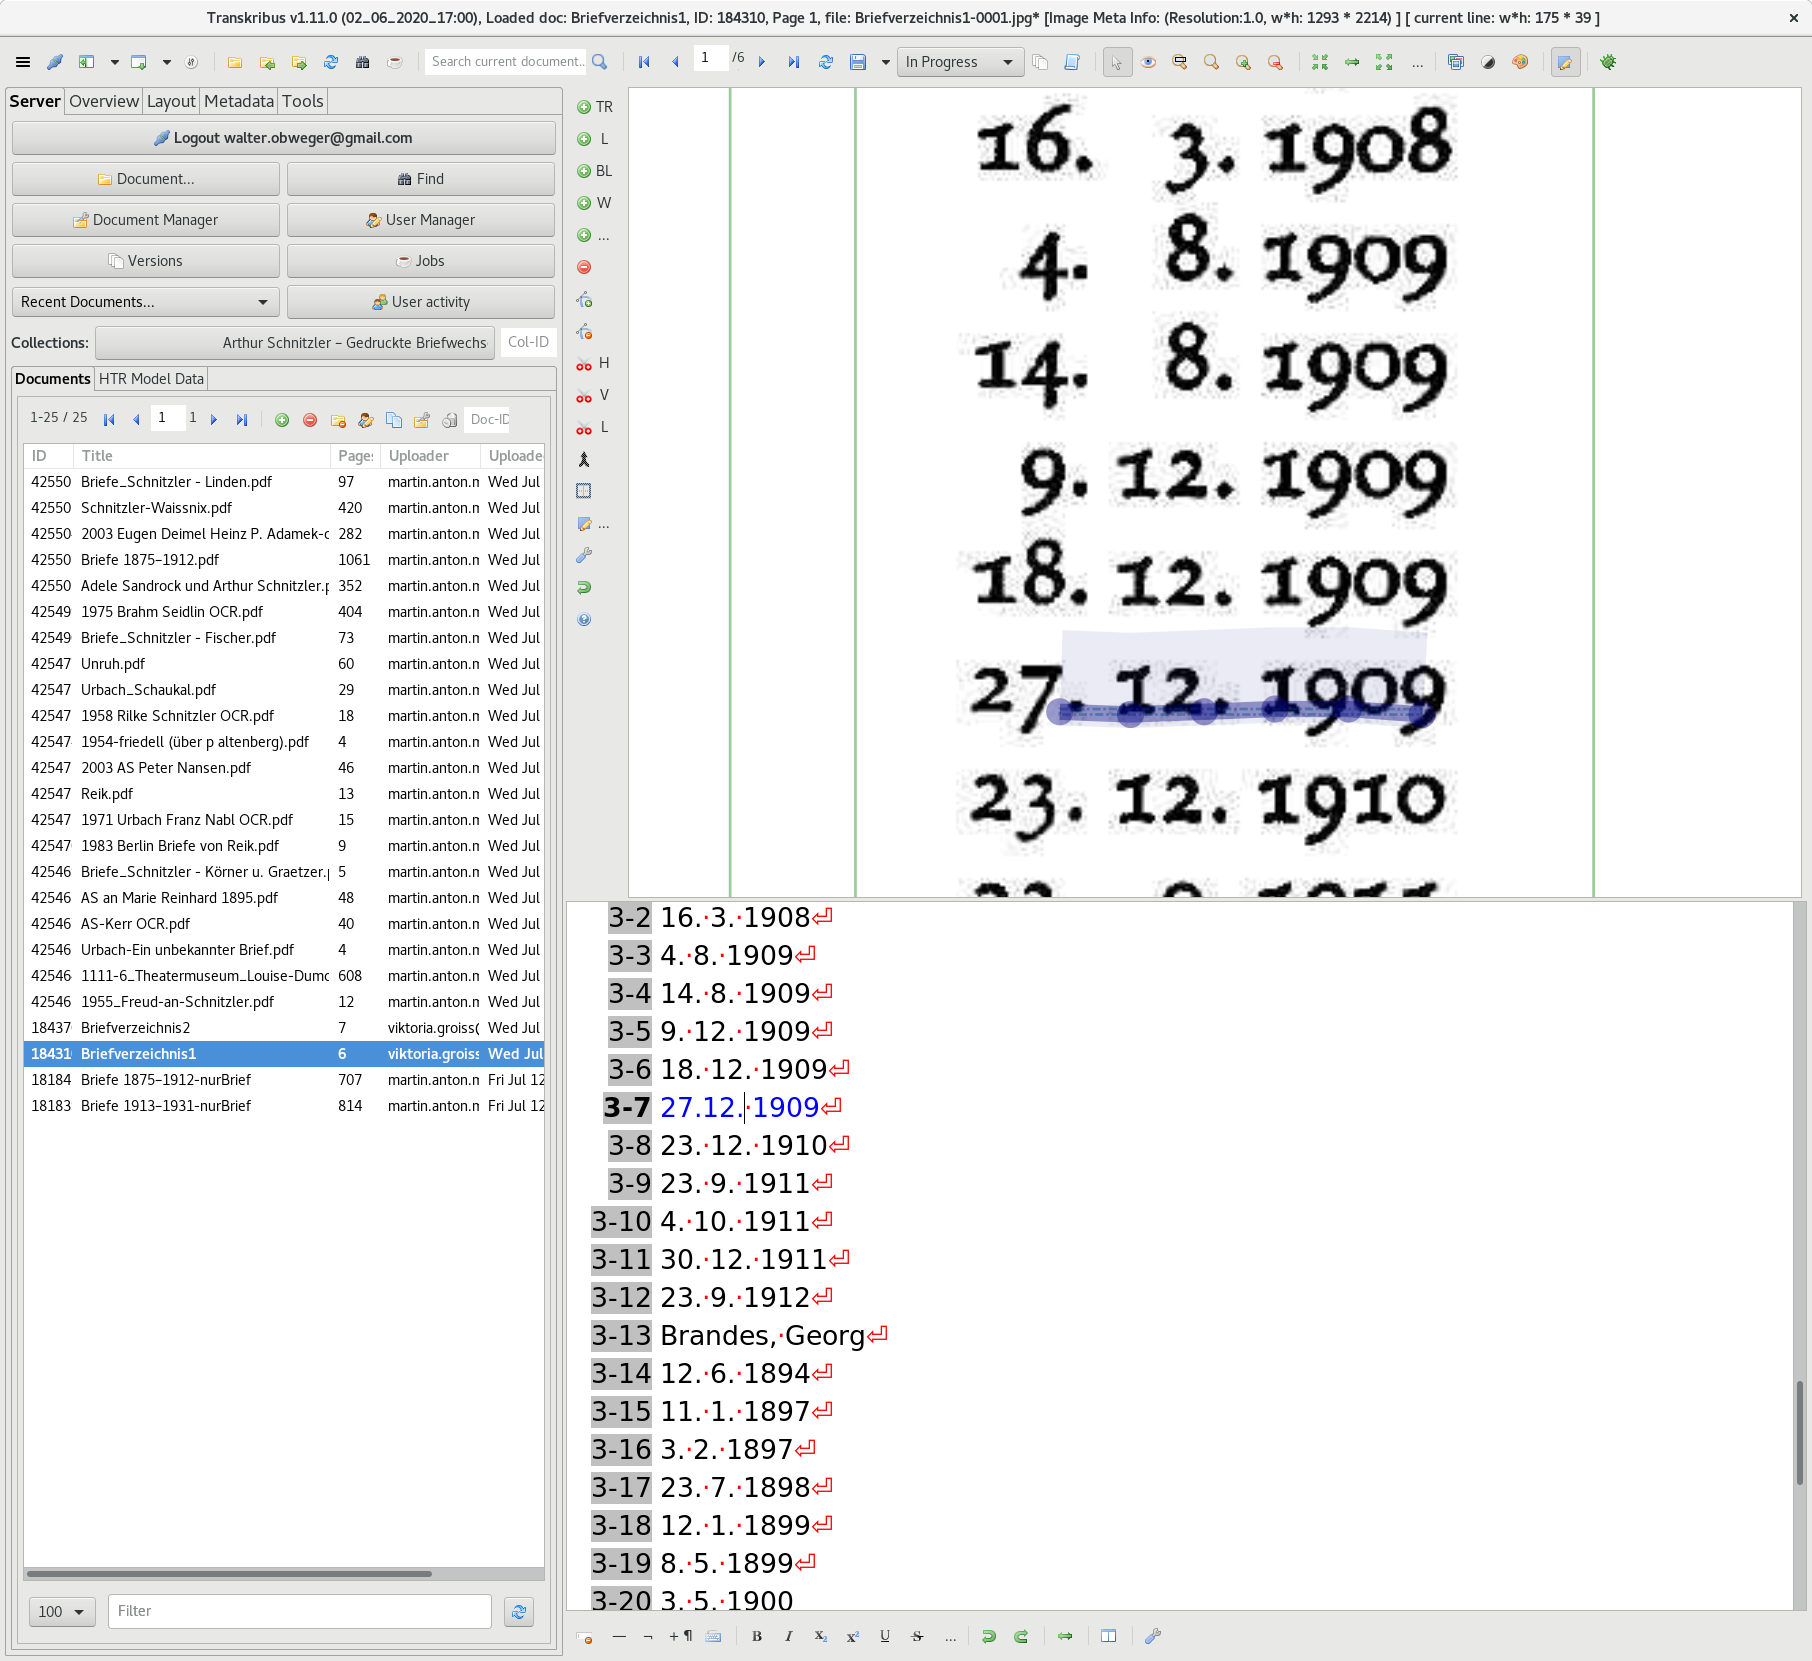 Transkribus v1.11.0 (02_06_2020_17:00), Loaded doc: Briefverzeichnis1, ID: 184310, Page 1, file: Briefverzeichnis1-0001.jpg* [Image Meta Info: (Resolution:1.0, w*h: 1293 * 2214) ] [ current line: w*h: 175 * 39 ]
Search current document...
1 /6
In Progress
...
Server Overview Layout Metadata Tools
Logout walter.obweger@gmail.com
Document... Find
Document Manager User Manager
Versions Jobs
Recent Documents... User activity
Collections: Arthur Schnitzler – Gedruckte Briefwechs Col-ID
Documents HTR Model Data
1-25 / 25 1 1 Doc-ID
ID Title Pages Uploader Uploade
42550 Briefe_Schnitzler - Linden.pdf 97 martin.anton.m Wed Jul
42550 Schnitzler-Waissnix.pdf 420 martin.anton.m Wed Jul
42550 2003 Eugen Deimel Heinz P. Adamek-c 282 martin.anton.m Wed Jul
42550 Briefe 1875–1912.pdf 1061 martin.anton.m Wed Jul
42550 Adele Sandrock und Arthur Schnitzler.p 352 martin.anton.m Wed Jul
42549 1975 Brahm Seidlin OCR.pdf 404 martin.anton.m Wed Jul
42549 Briefe_Schnitzler - Fischer.pdf 73 martin.anton.m Wed Jul
42547 Unruh.pdf 60 martin.anton.m Wed Jul
42547 Urbach_Schaukal.pdf 29 martin.anton.m Wed Jul
42547 1958 Rilke Schnitzler OCR.pdf 18 martin.anton.m Wed Jul
42547 1954-friedell (über p altenberg).pdf 4 martin.anton.m Wed Jul
42547 2003 AS Peter Nansen.pdf 46 martin.anton.m Wed Jul
42547 Reik.pdf 13 martin.anton.m Wed Jul
42547 1971 Urbach Franz Nabl OCR.pdf 15 martin.anton.m Wed Jul
42547 1983 Berlin Briefe von Reik.pdf 9 martin.anton.m Wed Jul
42546 Briefe_Schnitzler - Körner u. Graetzer.p 5 martin.anton.m Wed Jul
42546 AS an Marie Reinhard 1895.pdf 48 martin.anton.m Wed Jul
42546 AS-Kerr OCR.pdf 40 martin.anton.m Wed Jul
42546 Urbach-Ein unbekannter Brief.pdf 4 martin.anton.m Wed Jul
42546 1111-6_Theatermuseum_Louise-Dumc 608 martin.anton.m Wed Jul
42546 1955_Freud-an-Schnitzler.pdf 12 martin.anton.m Wed Jul
18437 Briefverzeichnis2 7 viktoria.groiss( Wed Jul
18431 Briefverzeichnis1 6 viktoria.groiss Wed Jul
18184 Briefe 1875–1912-nurBrief 707 martin.anton.m Fri Jul 12
18183 Briefe 1913–1931-nurBrief 814 martin.anton.m Fri Jul 12
100 Filter
TR
L
BL
W
...
H
V
L
...
16. 3. 1908
4. 8. 1909
14. 8. 1909
9. 12. 1909
18. 12. 1909
27. 12. 1909
23. 12. 1910
3-2 16.·3.·1908⏎
3-3 4.·8.·1909⏎
3-4 14.·8.·1909⏎
3-5 9.·12.·1909⏎
3-6 18.·12.·1909⏎
3-7 27.12.·1909⏎
3-8 23.·12.·1910⏎
3-9 23.·9.·1911⏎
3-10 4.·10.·1911⏎
3-11 30.·12.·1911⏎
3-12 23.·9.·1912⏎
3-13 Brandes,·Georg⏎
3-14 12.·6.·1894⏎
3-15 11.·1.·1897⏎
3-16 3.·2.·1897⏎
3-17 23.·7.·1898⏎
3-18 12.·1.·1899⏎
3-19 8.·5.·1899⏎
3-20 3.·5.·1900
— ¬ +¶ B I X₂ X² U S ...